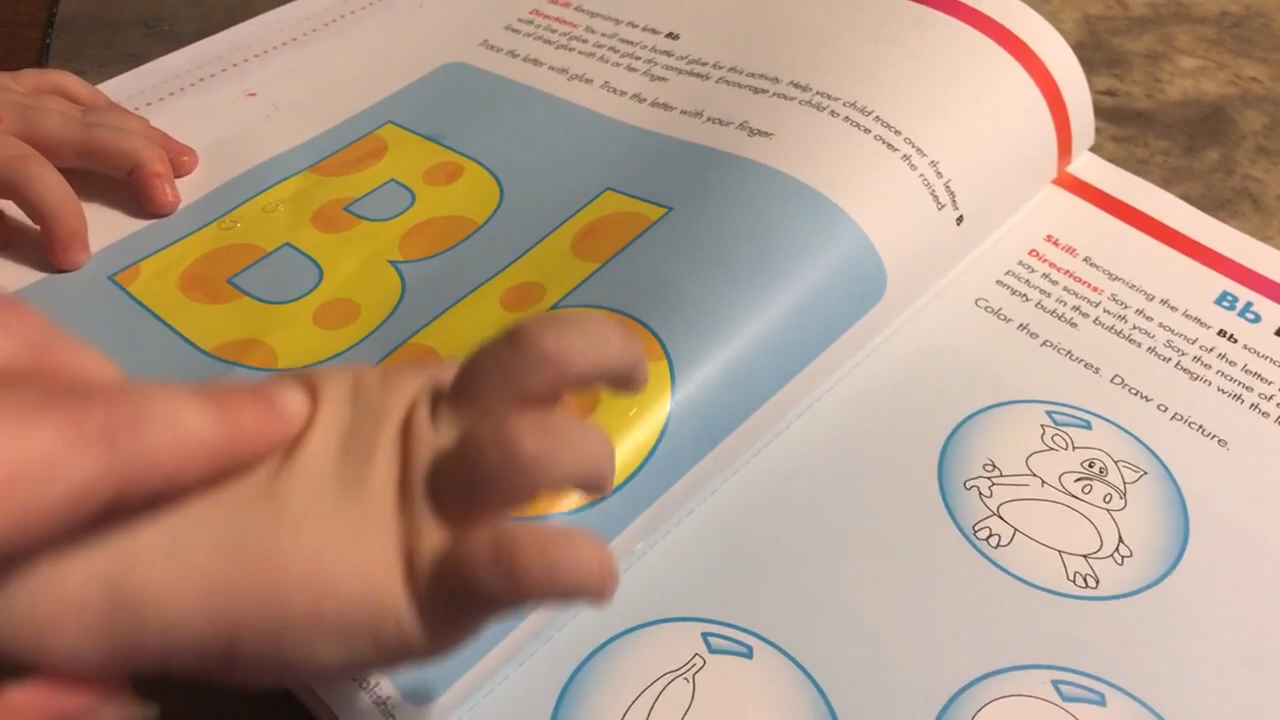 Skill: Recognizing the letter Bb
Directions: You will need a bottle of glue for this activity. Help your child trace over the letter B
with a line of glue. Let the glue dry completely. Encourage your child to trace over the raised
lines of dried glue with his or her finger.
Trace the letter with glue. Trace the letter with your finger.
Bb
Skill: Recognizing the letter Bb sound
Directions: Say the sound of the letter
say the sound with you. Say the name of
pictures in the bubbles that begin with the
empty bubble.
Color the pictures. Draw a picture.
Bb